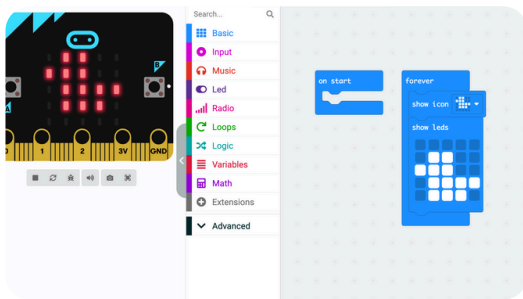 Search...
Basic
Input
Music
Led
Radio
Loops
Logic
Variables
Math
Extensions
Advanced
B
A
0 1 2 3V GND
on start
forever
show icon
show leds